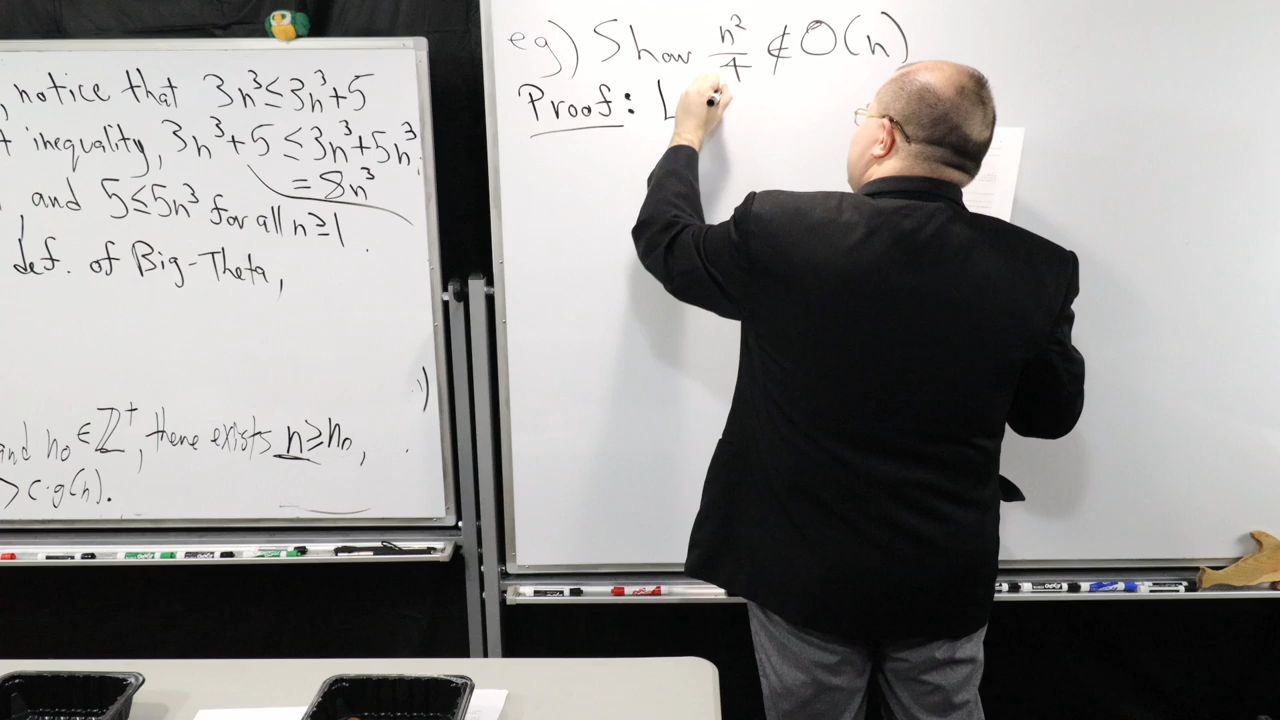 , notice that 3n³≤3n³+5
inequality, 3n³+5 ≤3n³+5n³,
=8n³
, and 5≤5n³ for all n≥1.
def. of Big-Theta,
and n₀∈ℤ⁺, there exists n≥n₀,
>c·g(n).
eg) Show n²/4 ∉ O(n)
Proof: L